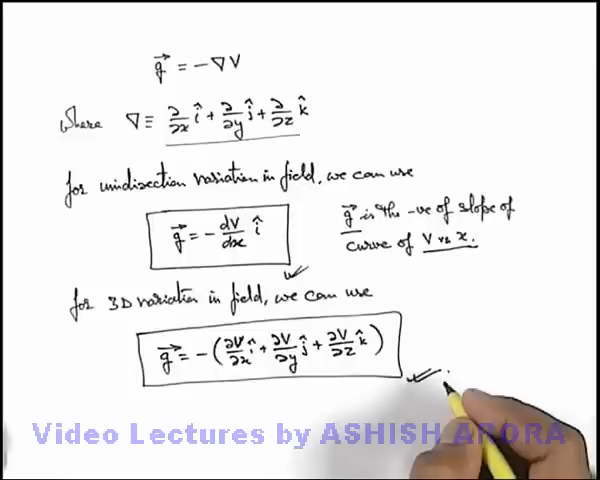 g⃗ = -∇V
Where ∇ ≡ ∂/∂x î + ∂/∂y ĵ + ∂/∂z k̂
for unidirection variation in field, we can use
g⃗ = - dV/dx î
g⃗ is the -ve of slope of
curve of V vs x.
for 3D variation in field, we can use
g⃗ = - (∂V/∂x î + ∂V/∂y ĵ + ∂V/∂z k̂)
Video Lectures by ASHISH ARORA